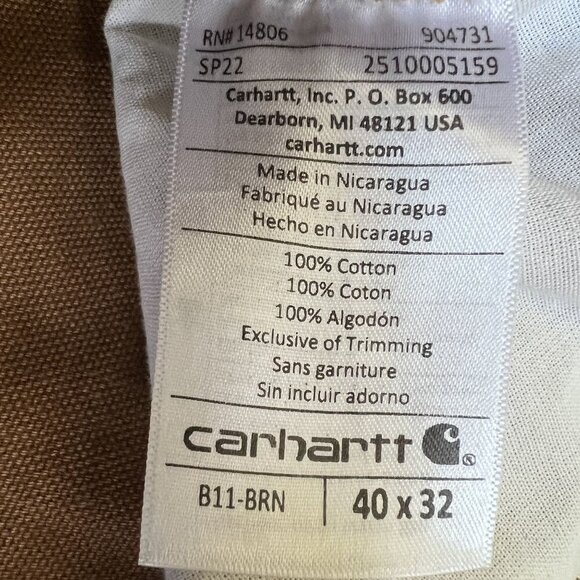 RN# 14806 904731
SP22 2510005159
Carhartt, Inc. P. O. Box 600
Dearborn, MI 48121 USA
carhartt.com
Made in Nicaragua
Fabriqué au Nicaragua
Hecho en Nicaragua
100% Cotton
100% Coton
100% Algodón
Exclusive of Trimming
Sans garniture
Sin incluir adorno
carhartt ®
B11-BRN 40 x 32